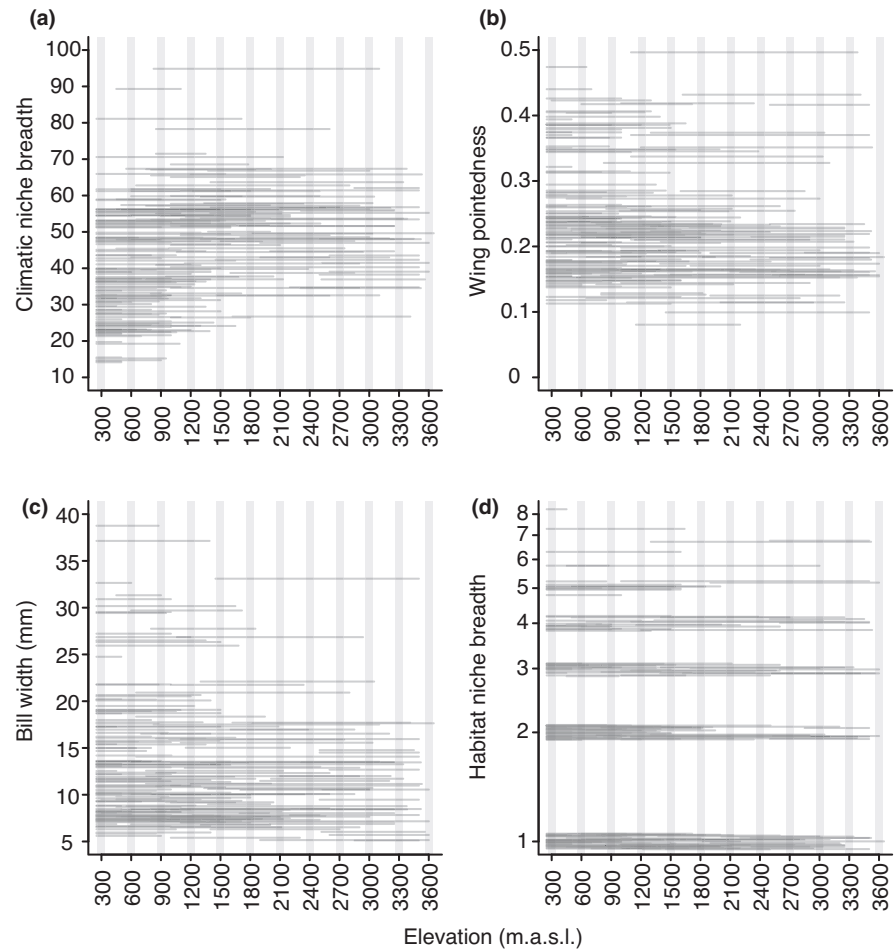 (a)
100
90
80
70
60
50
40
30
20
10
Climatic niche breadth
300 600 900 1200 1500 1800 2100 2400 2700 3000 3300 3600
(b)
0.5
0.4
0.3
0.2
0.1
0
Wing pointedness
300 600 900 1200 1500 1800 2100 2400 2700 3000 3300 3600
(c)
40
35
30
25
20
15
10
5
Bill width (mm)
300 600 900 1200 1500 1800 2100 2400 2700 3000 3300 3600
(d)
8
7
6
5
4
3
2
1
Habitat niche breadth
300 600 900 1200 1500 1800 2100 2400 2700 3000 3300 3600
Elevation (m.a.s.l.)